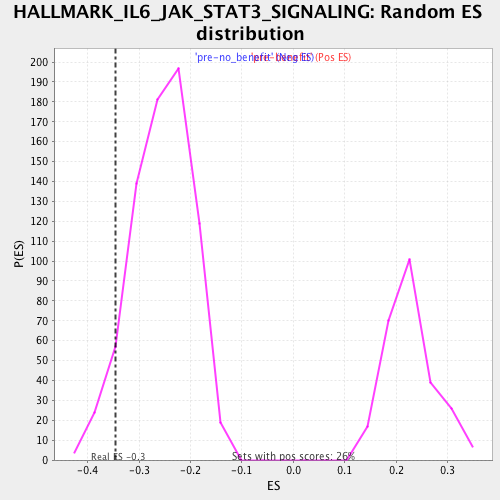 HALLMARK_IL6_JAK_STAT3_SIGNALING: Random ES
distribution
'pre-no_benefit' (Neg ES) (Pos ES)
200
190
180
170
160
150
140
130
120
110
100
90
80
70
60
50
40
30
20
10
0
P(ES)
Real ES -0.3
Sets with pos scores: 26%
-0.4 -0.3 -0.2 -0.1 0.0 0.1 0.2 0.3
ES